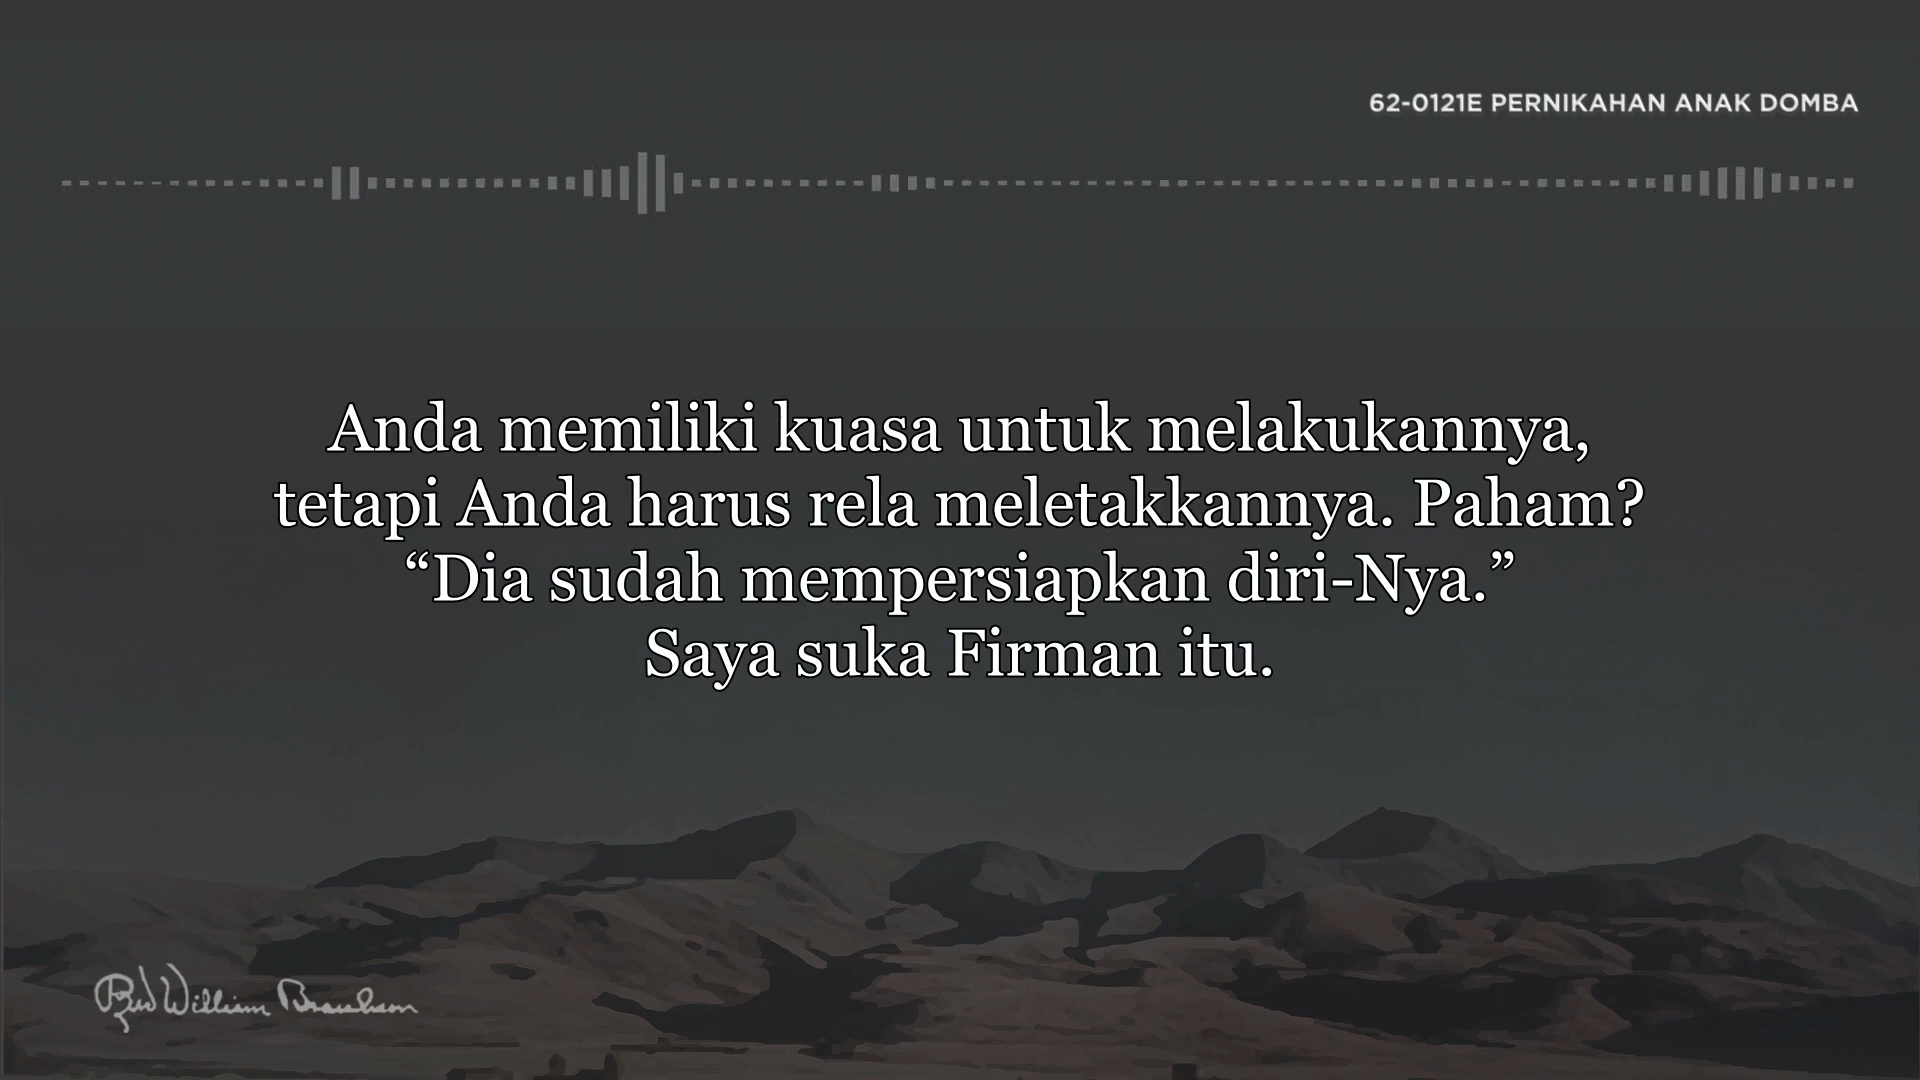 62-0121E PERNIKAHAN ANAK DOMBA
Anda memiliki kuasa untuk melakukannya,
tetapi Anda harus rela meletakkannya. Paham?
“Dia sudah mempersiapkan diri-Nya.”
Saya suka Firman itu.
Rev William Branham